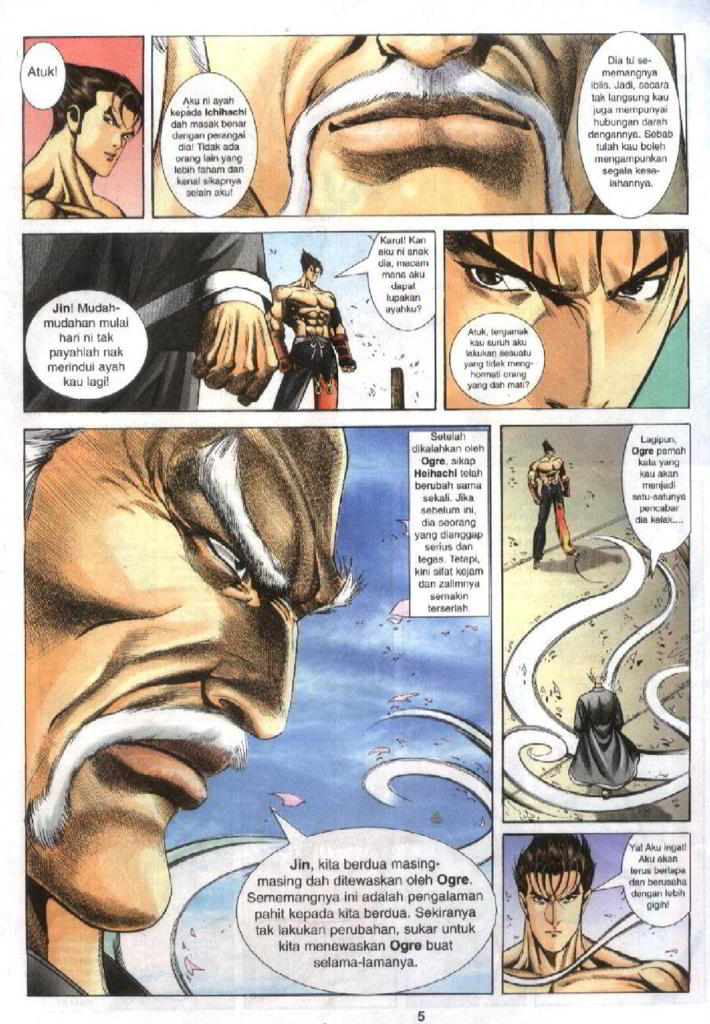 Atuk!
Aku ni ayah
kepada Ichihachi
dah masak benar
dengan perangai
dia! Tidak ada
orang lain yang
lebih faham dan
kenal sikapnya
selain aku!
Dia tu se-
memangnya
iblis. Jadi, secara
tak langsung kau
juga mempunyai
hubungan darah
dengannya. Sebab
tulah kau boleh
mengampunkan
segala kesa-
lahannya.
Jin! Mudah-
mudahan mulai
hari ni tak
payahlah nak
merindui ayah
kau lagi!
Karut! Kan
aku ni anak
dia, macam
mana aku
dapat
lupakan
ayahku?
Atuk, tergamak
kau suruh aku
lakukan sesuatu
yang tidak meng-
hormati orang
yang dah mati?
Setelah
dikalahkan oleh
Ogre, sikap
Heihachi telah
berubah sama
sekali. Jika
sebelum ini,
dia seorang
yang dianggap
serius dan
tegas. Tetapi,
kini sifat kejam
dan zalimnya
semakin
terserlah.
Jin, kita berdua masing-
masing dah ditewaskan oleh Ogre.
Sememangnya ini adalah pengalaman
pahit kepada kita berdua. Sekiranya
tak lakukan perubahan, sukar untuk
kita menewaskan Ogre buat
selama-lamanya.
Lagipun,
Ogre pernah
kata yang
kau akan
menjadi
satu-satunya
pencabar
dia kelak....
Ya! Aku ingat!
Aku akan
terus bertapa
dan berusaha
dengan lebih
gigih!
5